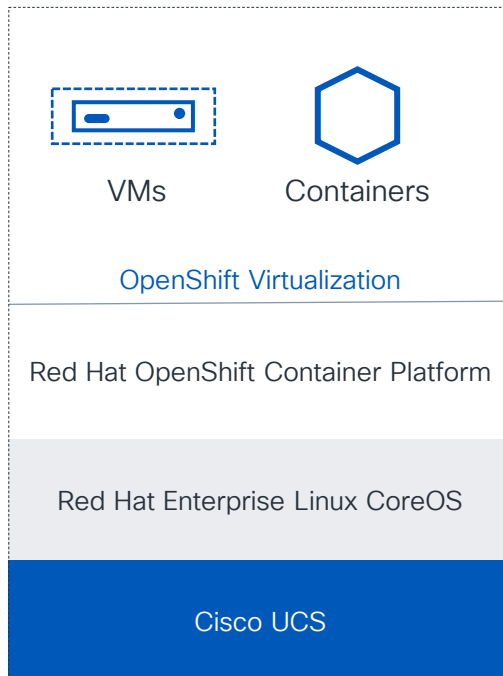 VMs
Containers
OpenShift Virtualization
Red Hat OpenShift Container Platform
Red Hat Enterprise Linux CoreOS
Cisco UCS